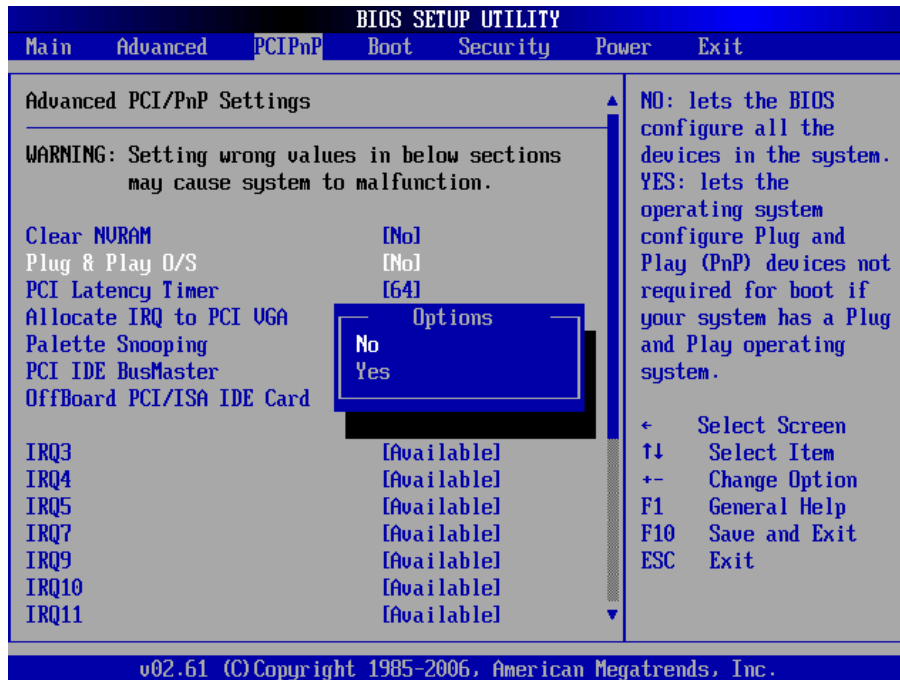 BIOS SETUP UTILITY
Main Advanced PCIPnP Boot Security Power Exit
Advanced PCI/PnP Settings
WARNING: Setting wrong values in below sections
may cause system to malfunction.
Clear NVRAM [No]
Plug & Play O/S [No]
PCI Latency Timer [64]
Allocate IRQ to PCI VGA
Palette Snooping
PCI IDE BusMaster
OffBoard PCI/ISA IDE Card
Options
No
Yes
IRQ3 [Available]
IRQ4 [Available]
IRQ5 [Available]
IRQ7 [Available]
IRQ9 [Available]
IRQ10 [Available]
IRQ11 [Available]
NO: lets the BIOS
configure all the
devices in the system.
YES: lets the
operating system
configure Plug and
Play (PnP) devices not
required for boot if
your system has a Plug
and Play operating
system.
← Select Screen
↑↓ Select Item
+- Change Option
F1 General Help
F10 Save and Exit
ESC Exit
v02.61 (C)Copyright 1985-2006, American Megatrends, Inc.